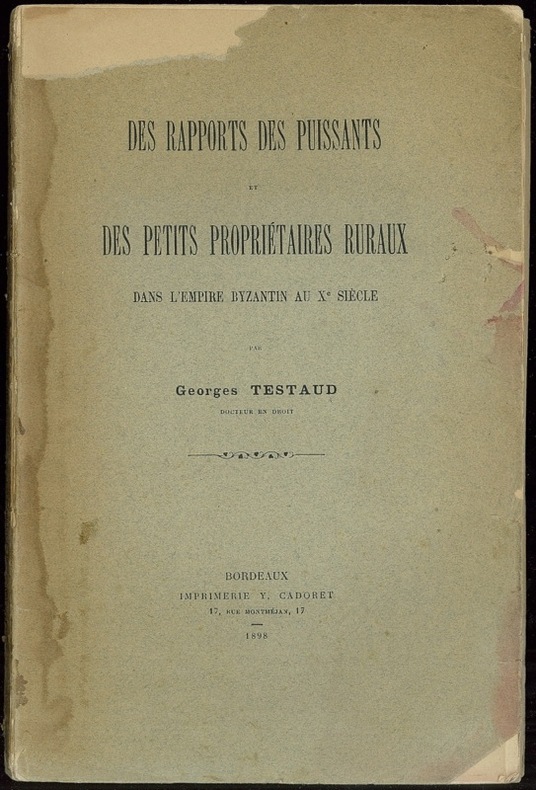 DES RAPPORTS DES PUISSANTS
ET
DES PETITS PROPRIÉTAIRES RURAUX
DANS L'EMPIRE BYZANTIN AU Xe SIÈCLE
PAR
Georges TESTAUD
DOCTEUR EN DROIT
BORDEAUX
IMPRIMERIE Y. CADORET
17, RUE MONTMÉJAN, 17
1898